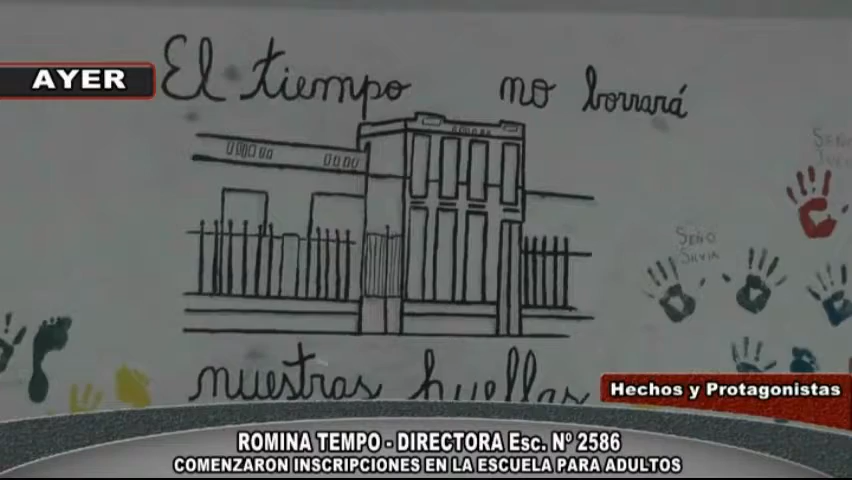 AYER
El tiempo no borrará
SEÑO
SEÑO
SILVIA
nuestras huellas
Hechos y Protagonistas
ROMINA TEMPO - DIRECTORA Esc. Nº 2586
COMENZARON INSCRIPCIONES EN LA ESCUELA PARA ADULTOS